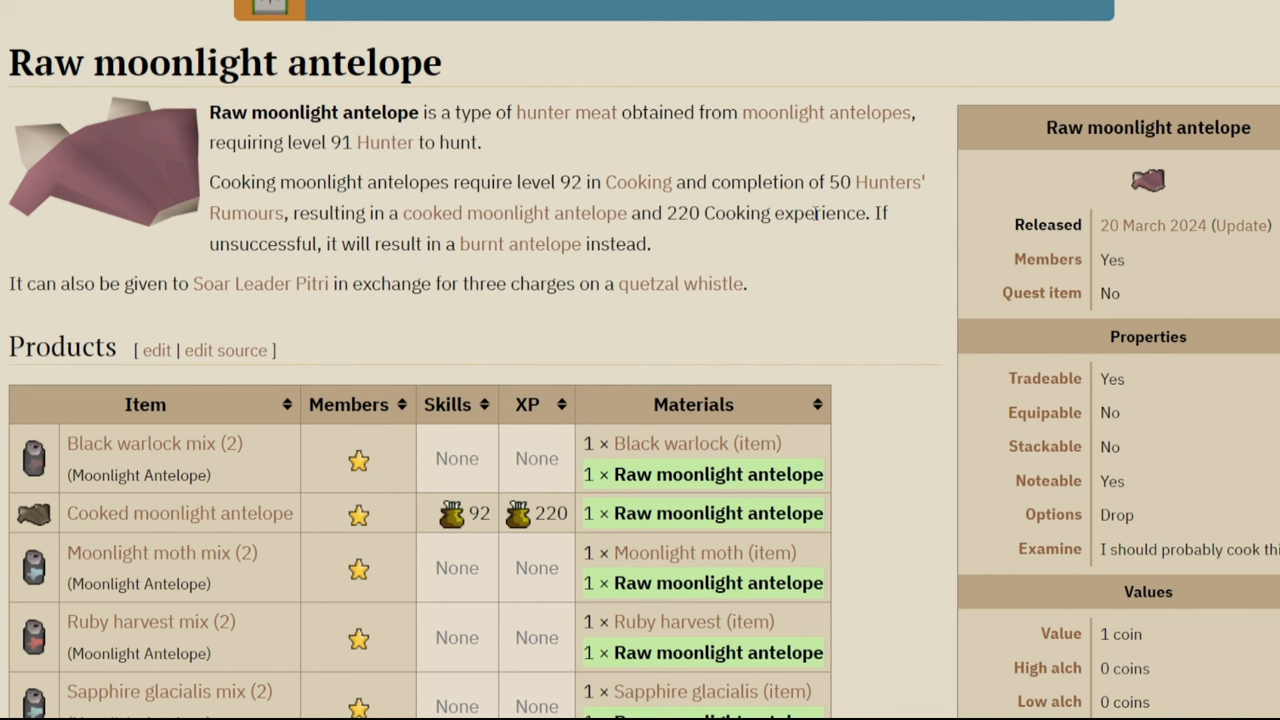 Raw moonlight antelope
Raw moonlight antelope is a type of hunter meat obtained from moonlight antelopes,
requiring level 91 Hunter to hunt.
Cooking moonlight antelopes require level 92 in Cooking and completion of 50 Hunters'
Rumours, resulting in a cooked moonlight antelope and 220 Cooking experience. If
unsuccessful, it will result in a burnt antelope instead.
It can also be given to Soar Leader Pitri in exchange for three charges on a quetzal whistle.
Products [ edit | edit source ]
Item Members Skills XP Materials
Black warlock mix (2) None None 1 × Black warlock (item)
(Moonlight Antelope) 1 × Raw moonlight antelope
Cooked moonlight antelope 92 220 1 × Raw moonlight antelope
Moonlight moth mix (2) None None 1 × Moonlight moth (item)
(Moonlight Antelope) 1 × Raw moonlight antelope
Ruby harvest mix (2) None None 1 × Ruby harvest (item)
(Moonlight Antelope) 1 × Raw moonlight antelope
Sapphire glacialis mix (2) None None 1 × Sapphire glacialis (item)
Raw moonlight antelope
Released 20 March 2024 (Update)
Members Yes
Quest item No
Properties
Tradeable Yes
Equipable No
Stackable No
Noteable Yes
Options Drop
Examine I should probably cook thi
Values
Value 1 coin
High alch 0 coins
Low alch 0 coins